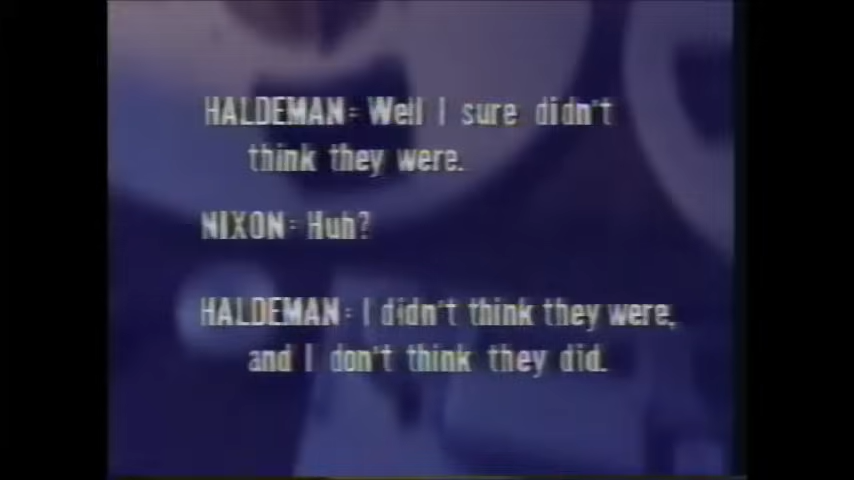 HALDEMAN: Well I sure didn't
think they were.
NIXON: Huh?
HALDEMAN: I didn't think they were,
and I don't think they did.